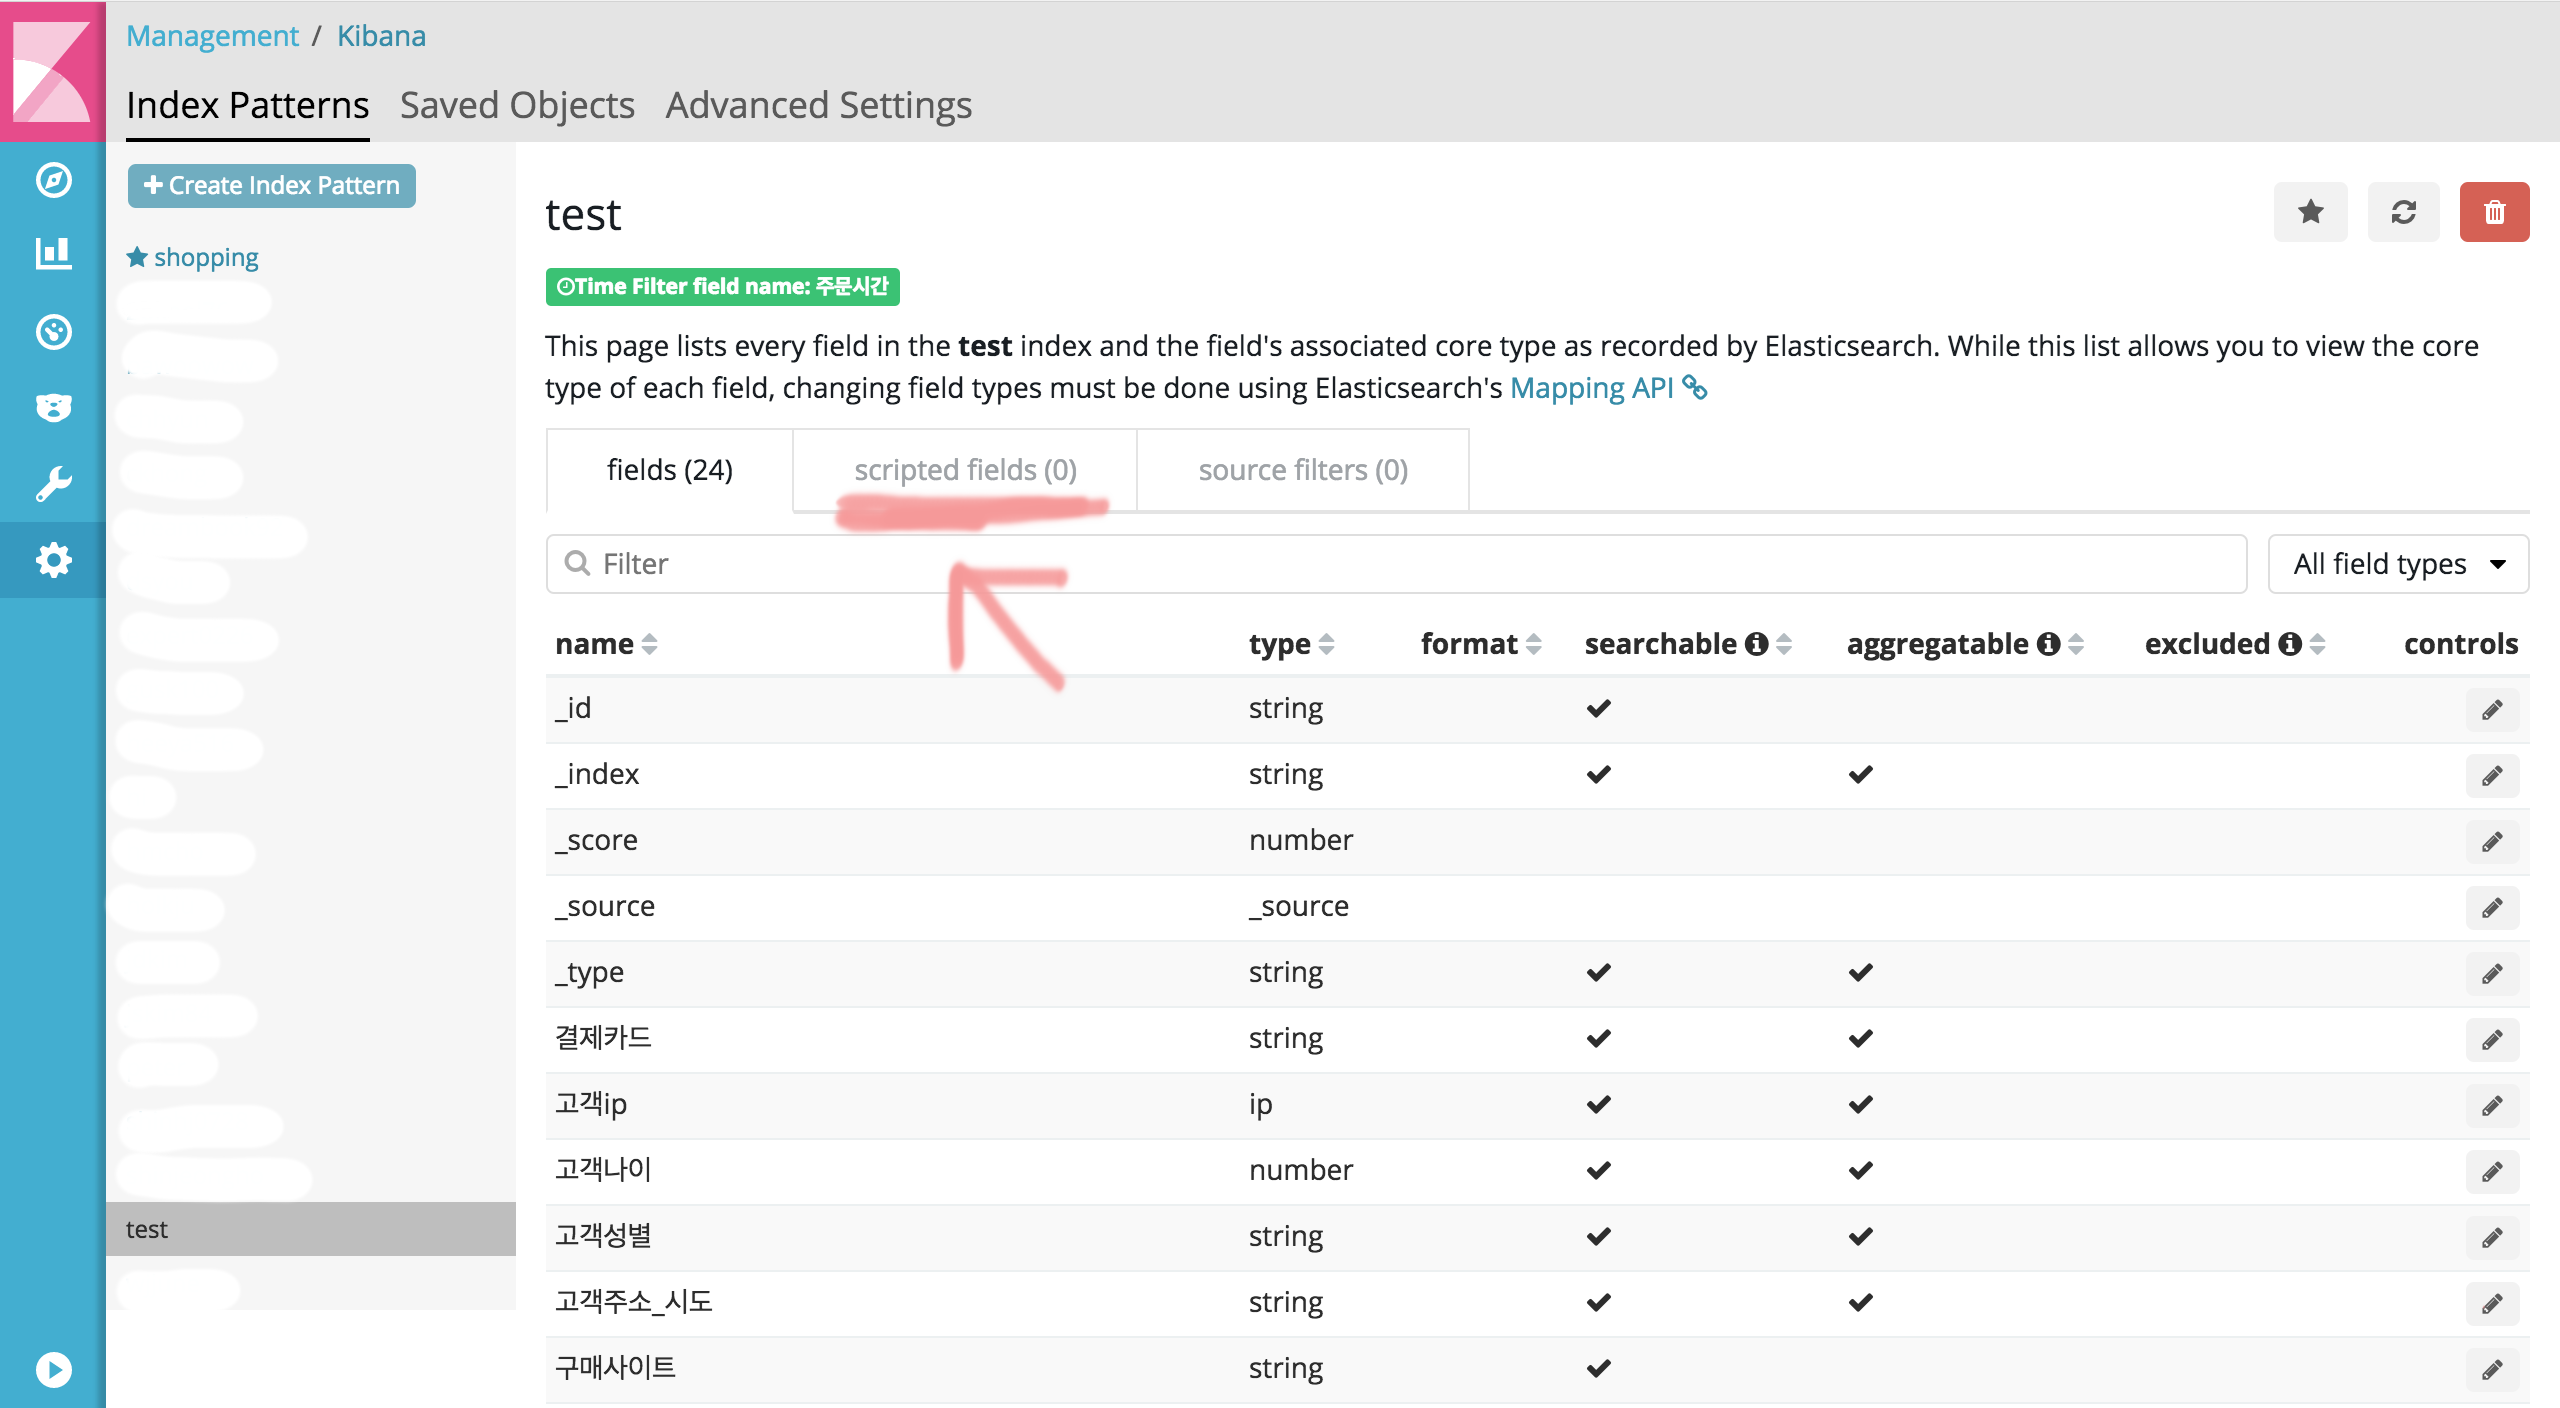 Management / Kibana
Index Patterns Saved Objects Advanced Settings
Create Index Pattern
shopping
test
test
Time Filter field name: 주문시간
This page lists every field in the test index and the field's associated core type as recorded by Elasticsearch. While this list allows you to view the core
type of each field, changing field types must be done using Elasticsearch's Mapping API
fields (24) scripted fields (0) source filters (0)
Filter All field types
name type format searchable aggregatable excluded controls
_id string
_index string
_score number
_source _source
_type string
결제카드 string
고객ip ip
고객나이 number
고객성별 string
고객주소_시도 string
구매사이트 string